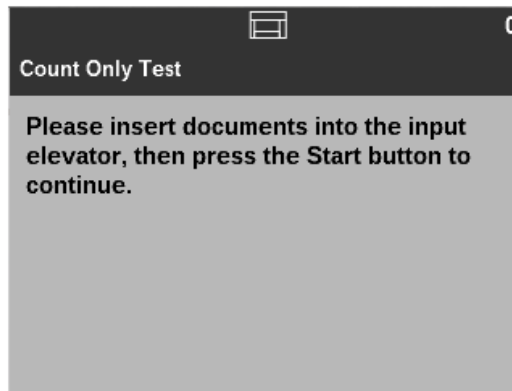 Count Only Test
Please insert documents into the input
elevator, then press the Start button to
continue.